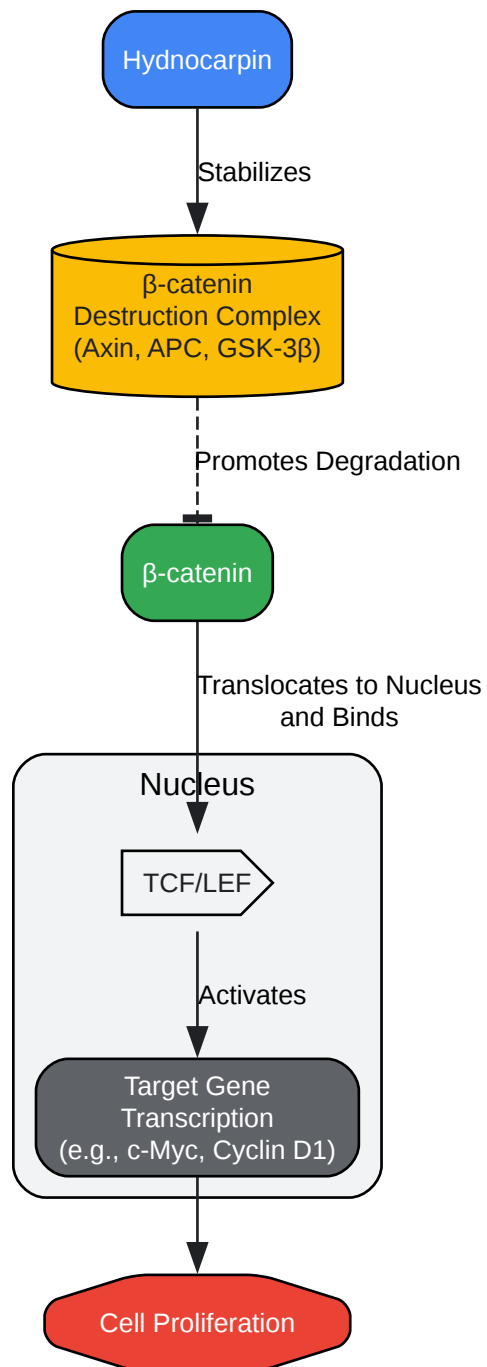 Hydnocarpin
Stabilizes
β-catenin
Destruction Complex
(Axin, APC, GSK-3β)
Promotes Degradation
β-catenin
Translocates to Nucleus
and Binds
Nucleus
TCF/LEF
Activates
Target Gene
Transcription
(e.g., c-Myc, Cyclin D1)
Cell Proliferation